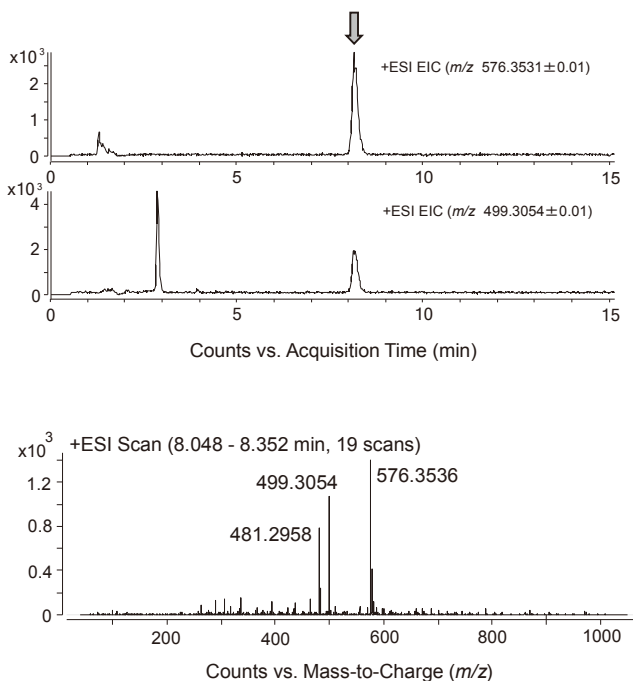 x10³
+ESI EIC (m/z 576.3531±0.01)
2
1
0
0 5 10 15
x10³
+ESI EIC (m/z 499.3054±0.01)
4
2
0
0 5 10 15
Counts vs. Acquisition Time (min)
x10³
+ESI Scan (8.048 - 8.352 min, 19 scans)
1.2
499.3054
576.3536
0.8
481.2958
0.4
0
200 400 600 800 1000
Counts vs. Mass-to-Charge (m/z)